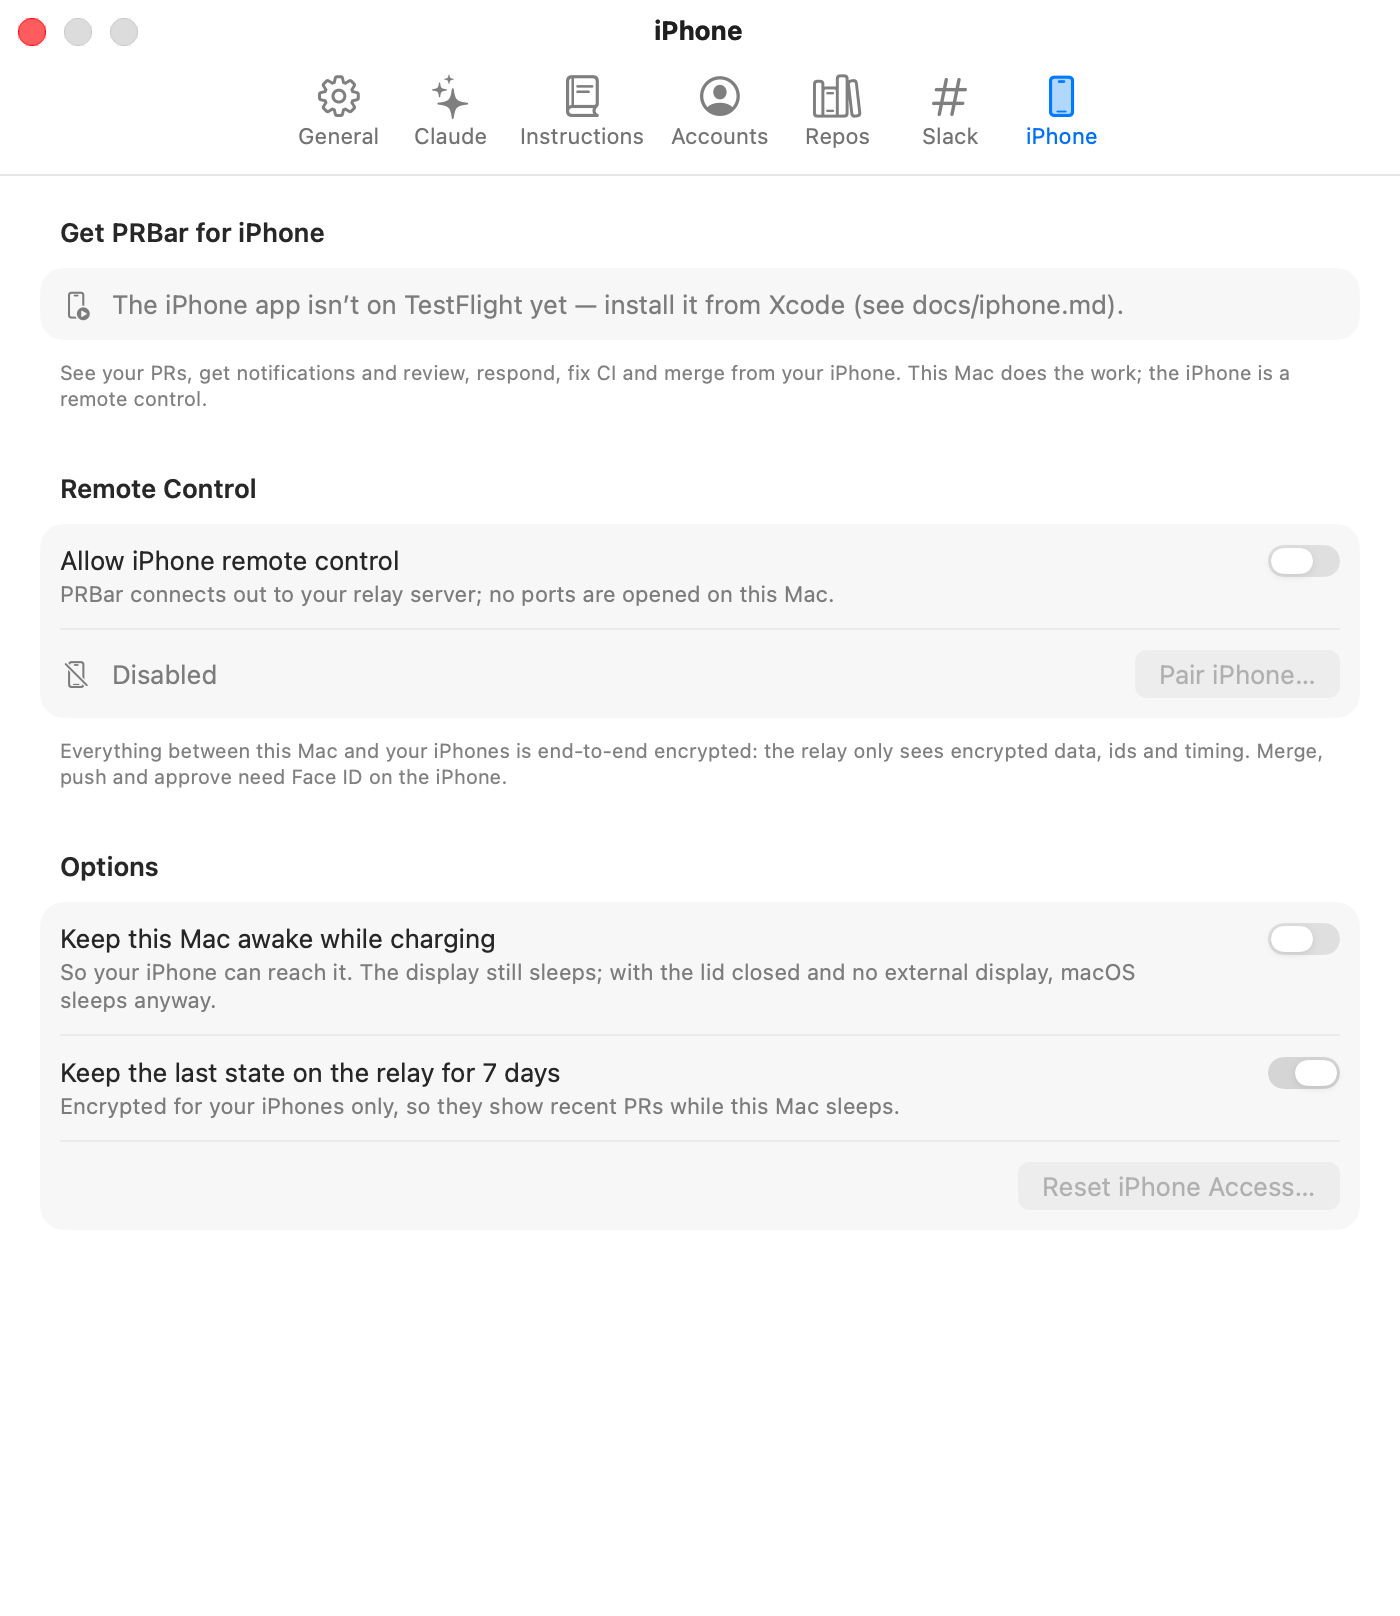 iPhone
General
Claude
Instructions
Accounts
Repos
Slack
iPhone
Get PRBar for iPhone
The iPhone app isn’t on TestFlight yet — install it from Xcode (see docs/iphone.md).
See your PRs, get notifications and review, respond, fix CI and merge from your iPhone. This Mac does the work; the iPhone is a
remote control.
Remote Control
Allow iPhone remote control
PRBar connects out to your relay server; no ports are opened on this Mac.
Disabled
Pair iPhone...
Everything between this Mac and your iPhones is end-to-end encrypted: the relay only sees encrypted data, ids and timing. Merge,
push and approve need Face ID on the iPhone.
Options
Keep this Mac awake while charging
So your iPhone can reach it. The display still sleeps; with the lid closed and no external display, macOS
sleeps anyway.
Keep the last state on the relay for 7 days
Encrypted for your iPhones only, so they show recent PRs while this Mac sleeps.
Reset iPhone Access...